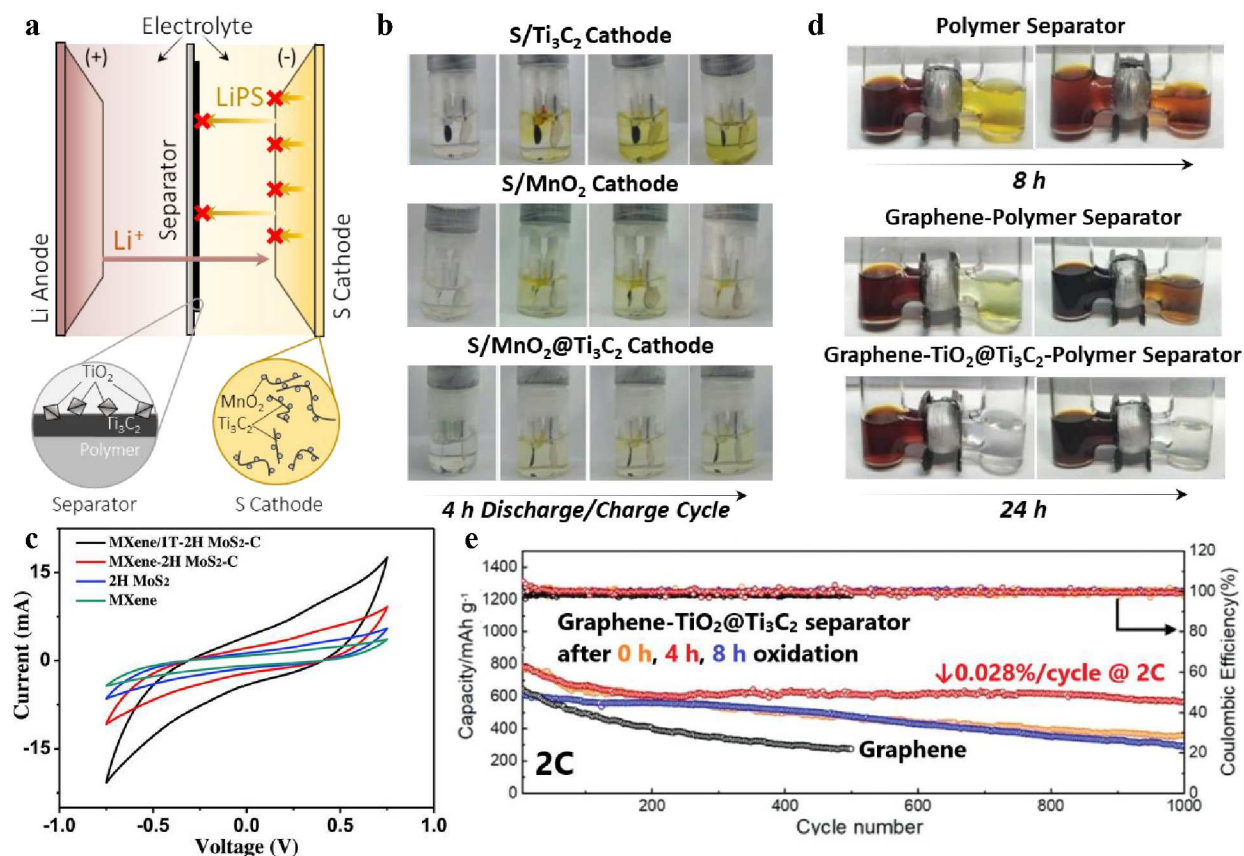 a
Electrolyte
(+)
(-)
LiPS
Separator
Li⁺
Li Anode
S Cathode
TiO₂
Ti₃C₂
Polymer
Separator
MnO₂
Ti₃C₂
S Cathode
b
S/Ti₃C₂ Cathode
S/MnO₂ Cathode
S/MnO₂@Ti₃C₂ Cathode
4 h Discharge/Charge Cycle
d
Polymer Separator
8 h
Graphene-Polymer Separator
Graphene-TiO₂@Ti₃C₂-Polymer Separator
24 h
c
MXene/1T-2H MoS₂-C
MXene-2H MoS₂-C
2H MoS₂
MXene
Current (mA)
15
0
-15
-1.0 -0.5 0.0 0.5 1.0
Voltage (V)
e
Capacity/mAh g⁻¹
1400
1200
1000
800
600
400
200
0
Graphene-TiO₂@Ti₃C₂ separator
after 0 h, 4 h, 8 h oxidation
↓0.028%/cycle @ 2C
Graphene
2C
120
100
80
60
40
20
0
Coulombic Efficiency(%)
200 400 600 800 1000
Cycle number